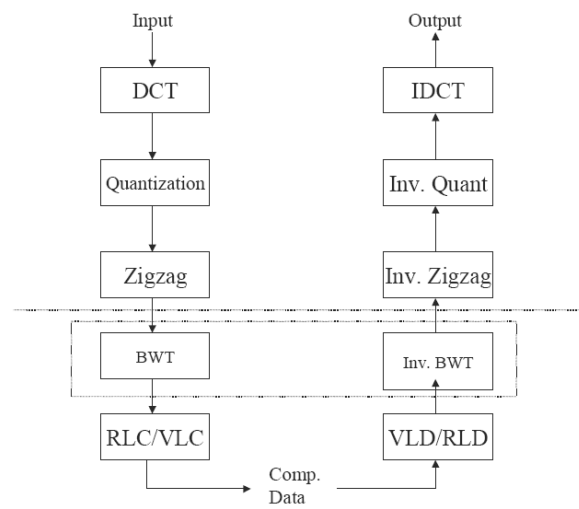 Input
DCT
Quantization
Zigzag
BWT
RLC/VLC
Comp.
Data
VLD/RLD
Inv. BWT
Inv. Zigzag
Inv. Quant
IDCT
Output